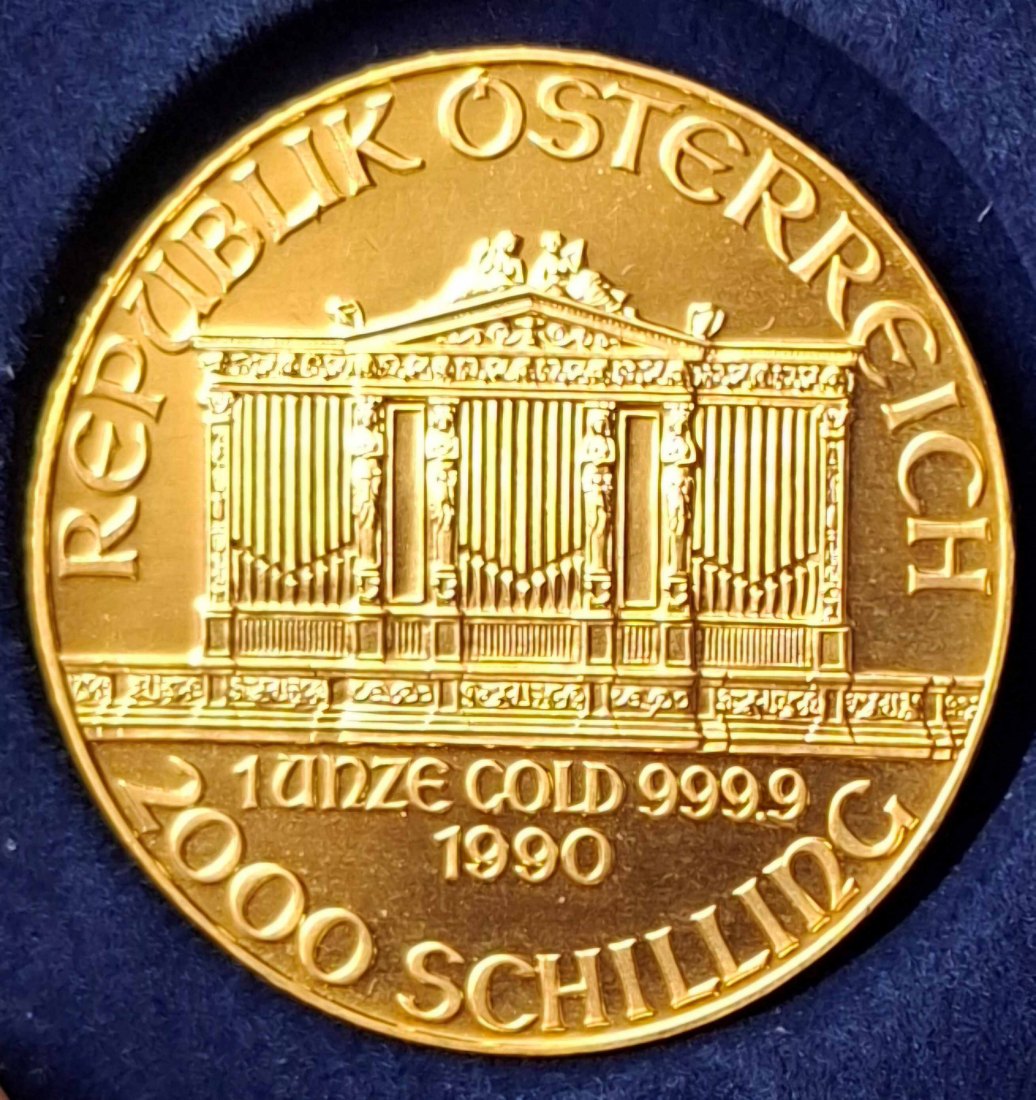 REPUBLIK ÖSTERREICH
1 UNZE GOLD 999.9
1990
2000 SCHILLING